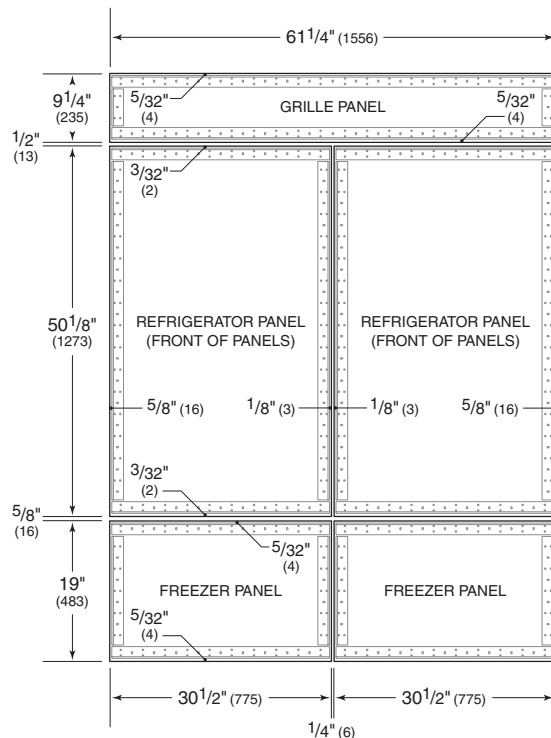 61 1/4" (1556)
9 1/4"
(235)
5/32"
(4)
GRILLE PANEL
5/32"
(4)
1/2"
(13)
3/32"
(2)
50 1/8"
(1273)
REFRIGERATOR PANEL
(FRONT OF PANELS)
REFRIGERATOR PANEL
(FRONT OF PANELS)
5/8" (16)
1/8" (3)
1/8" (3)
5/8" (16)
3/32"
(2)
5/8"
(16)
5/32"
(4)
19"
(483)
FREEZER PANEL
FREEZER PANEL
5/32"
(4)
30 1/2" (775)
30 1/2" (775)
1/4" (6)